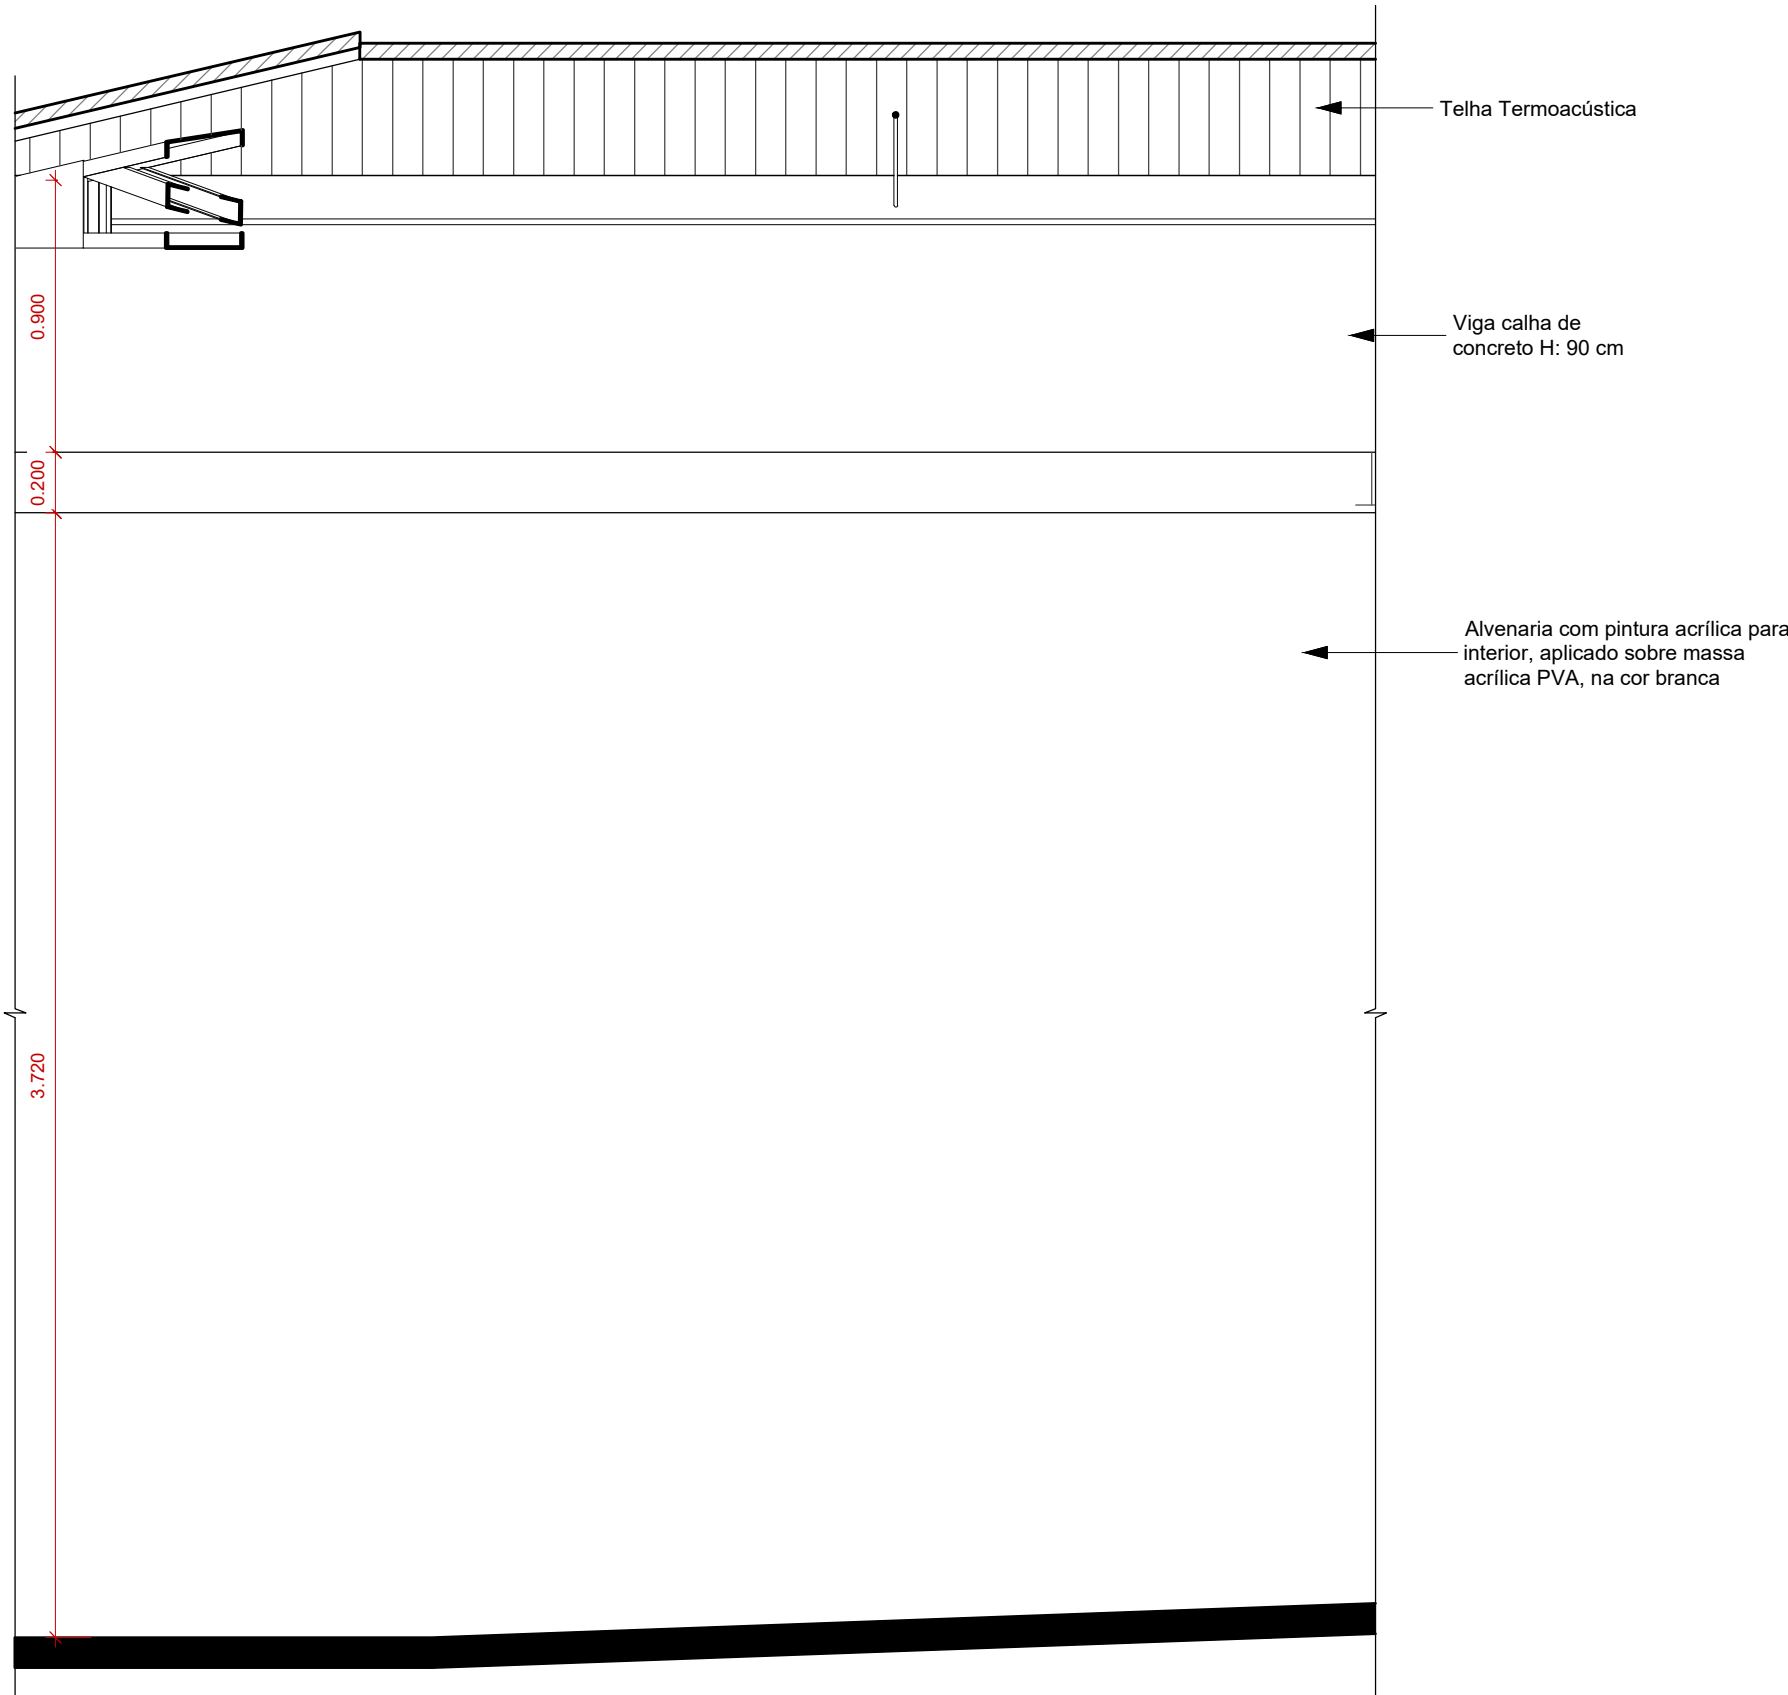 Telha Termoacústica
0.900
Viga calha de
concreto H: 90 cm
0.200
Alvenaria com pintura acrílica para
interior, aplicado sobre massa
acrílica PVA, na cor branca
3.720